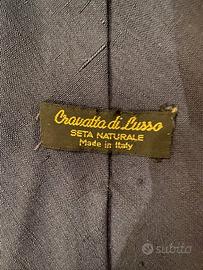 Cravatta di Lusso
SETA NATURALE
Made in Italy
subito